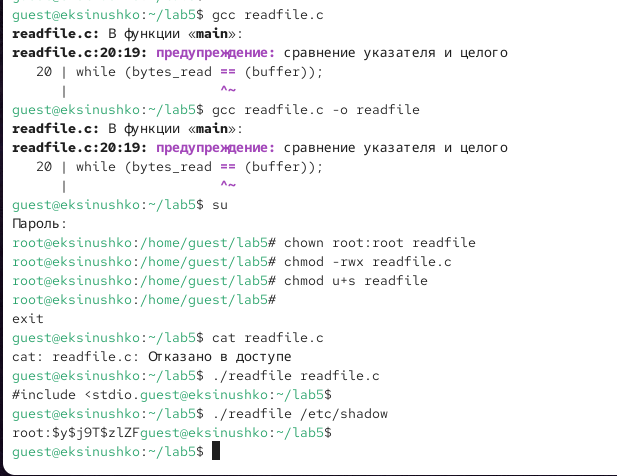 guest@eksinushko:~/lab5$ gcc readfile.c
readfile.c: В функции «main»:
readfile.c:20:19: предупреждение: сравнение указателя и целого
   20 | while (bytes_read == (buffer));
      |                   ^~
guest@eksinushko:~/lab5$ gcc readfile.c -o readfile
readfile.c: В функции «main»:
readfile.c:20:19: предупреждение: сравнение указателя и целого
   20 | while (bytes_read == (buffer));
      |                   ^~
guest@eksinushko:~/lab5$ su
Пароль:
root@eksinushko:/home/guest/lab5# chown root:root readfile
root@eksinushko:/home/guest/lab5# chmod -rwx readfile.c
root@eksinushko:/home/guest/lab5# chmod u+s readfile
root@eksinushko:/home/guest/lab5#
exit
guest@eksinushko:~/lab5$ cat readfile.c
cat: readfile.c: Отказано в доступе
guest@eksinushko:~/lab5$ ./readfile readfile.c
#include <stdio.guest@eksinushko:~/lab5$
guest@eksinushko:~/lab5$ ./readfile /etc/shadow
root:$y$j9T$zlZFguest@eksinushko:~/lab5$
guest@eksinushko:~/lab5$